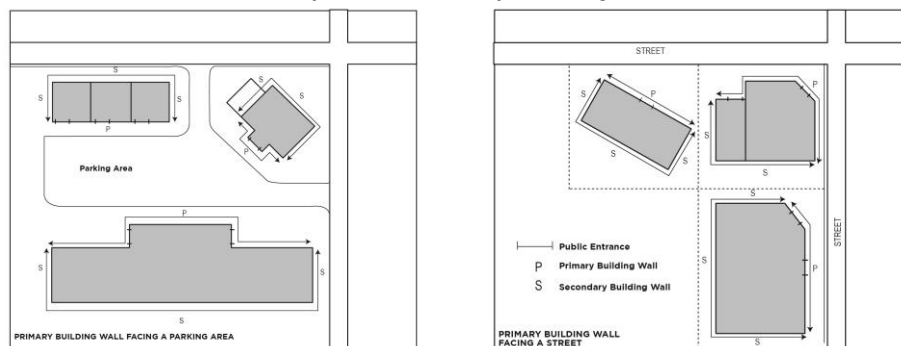 S
S
S
P
S
S
S
P
Parking Area
P
S
S
S
PRIMARY BUILDING WALL FACING A PARKING AREA
STREET
S
P
S
S
P
S
S
S
S
P
S
STREET
Public Entrance
P Primary Building Wall
S Secondary Building Wall
PRIMARY BUILDING WALL
FACING A STREET